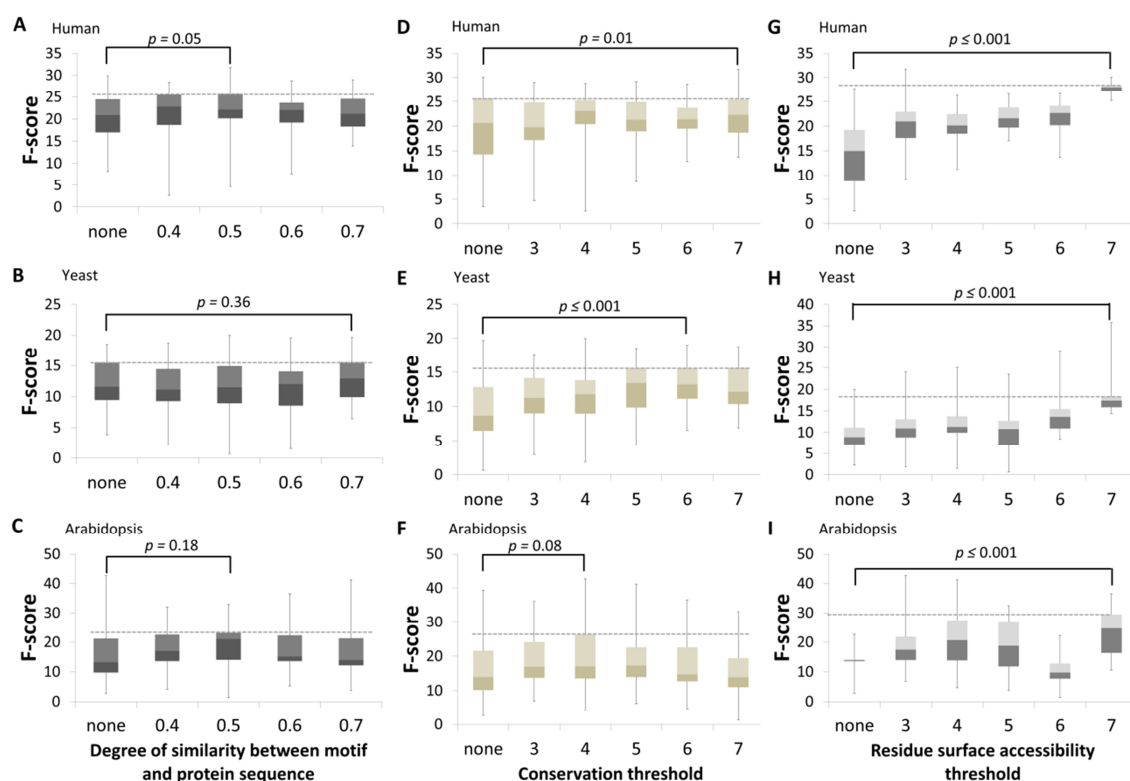 A Human
p = 0.05
F-score
35
30
25
20
15
10
5
0
none 0.4 0.5 0.6 0.7
D Human
p = 0.01
F-score
35
30
25
20
15
10
5
0
none 3 4 5 6 7
G Human
p ≤ 0.001
F-score
35
30
25
20
15
10
5
0
none 3 4 5 6 7
B Yeast
p = 0.36
F-score
25
20
15
10
5
0
none 0.4 0.5 0.6 0.7
E Yeast
p ≤ 0.001
F-score
25
20
15
10
5
0
none 3 4 5 6 7
H Yeast
p ≤ 0.001
F-score
40
35
30
25
20
15
10
5
0
none 3 4 5 6 7
C Arabidopsis
p = 0.18
F-score
50
40
30
20
10
0
none 0.4 0.5 0.6 0.7
Degree of similarity between motif
and protein sequence
F Arabidopsis
p = 0.08
F-score
50
40
30
20
10
0
none 3 4 5 6 7
Conservation threshold
I Arabidopsis
p ≤ 0.001
F-score
50
40
30
20
10
0
none 3 4 5 6 7
Residue surface accessibility
threshold